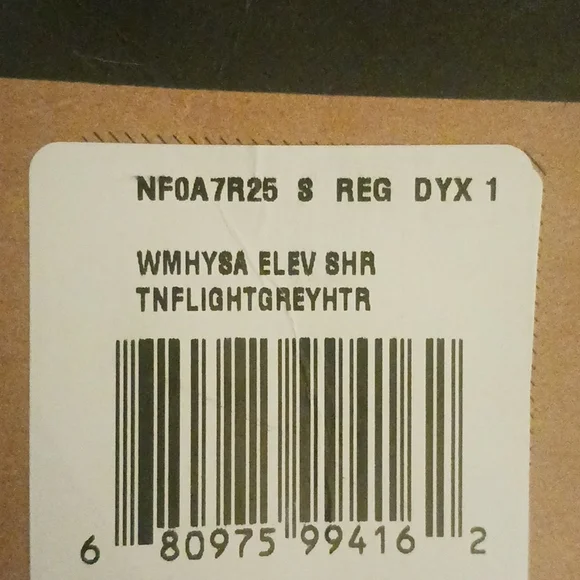 NF0A7R25 S REG DYX 1
WMHYSA ELEV SHR
TNFLIGHTGREYHTR
6 80975 99416 2